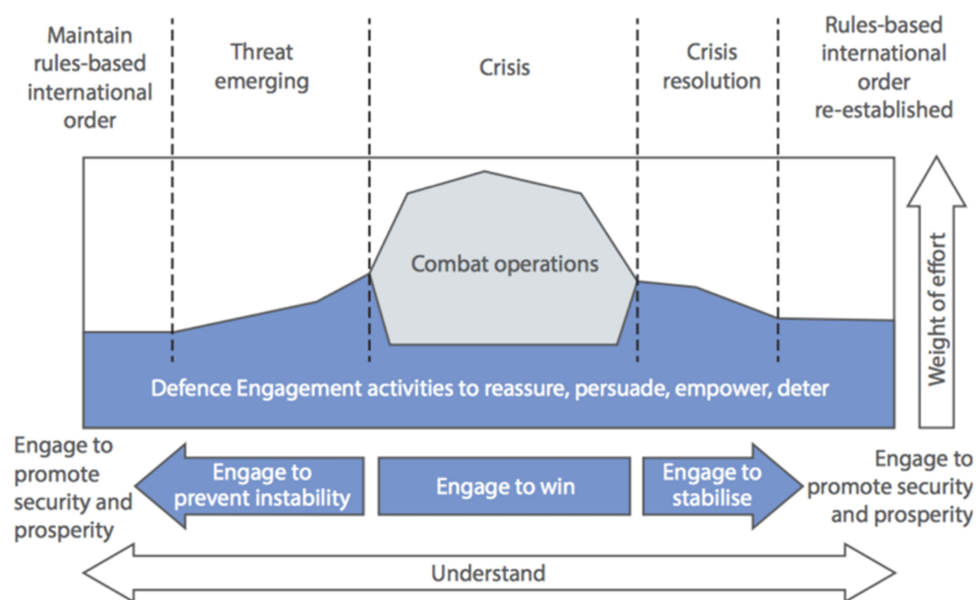 Maintain
rules-based
international
order
Threat
emerging
Crisis
Crisis
resolution
Rules-based
international
order
re-established
Combat operations
Weight of effort
Defence Engagement activities to reassure, persuade, empower, deter
Engage to
promote
security and
prosperity
Engage to
prevent instability
Engage to win
Engage to
stabilise
Engage to
promote security
and prosperity
Understand